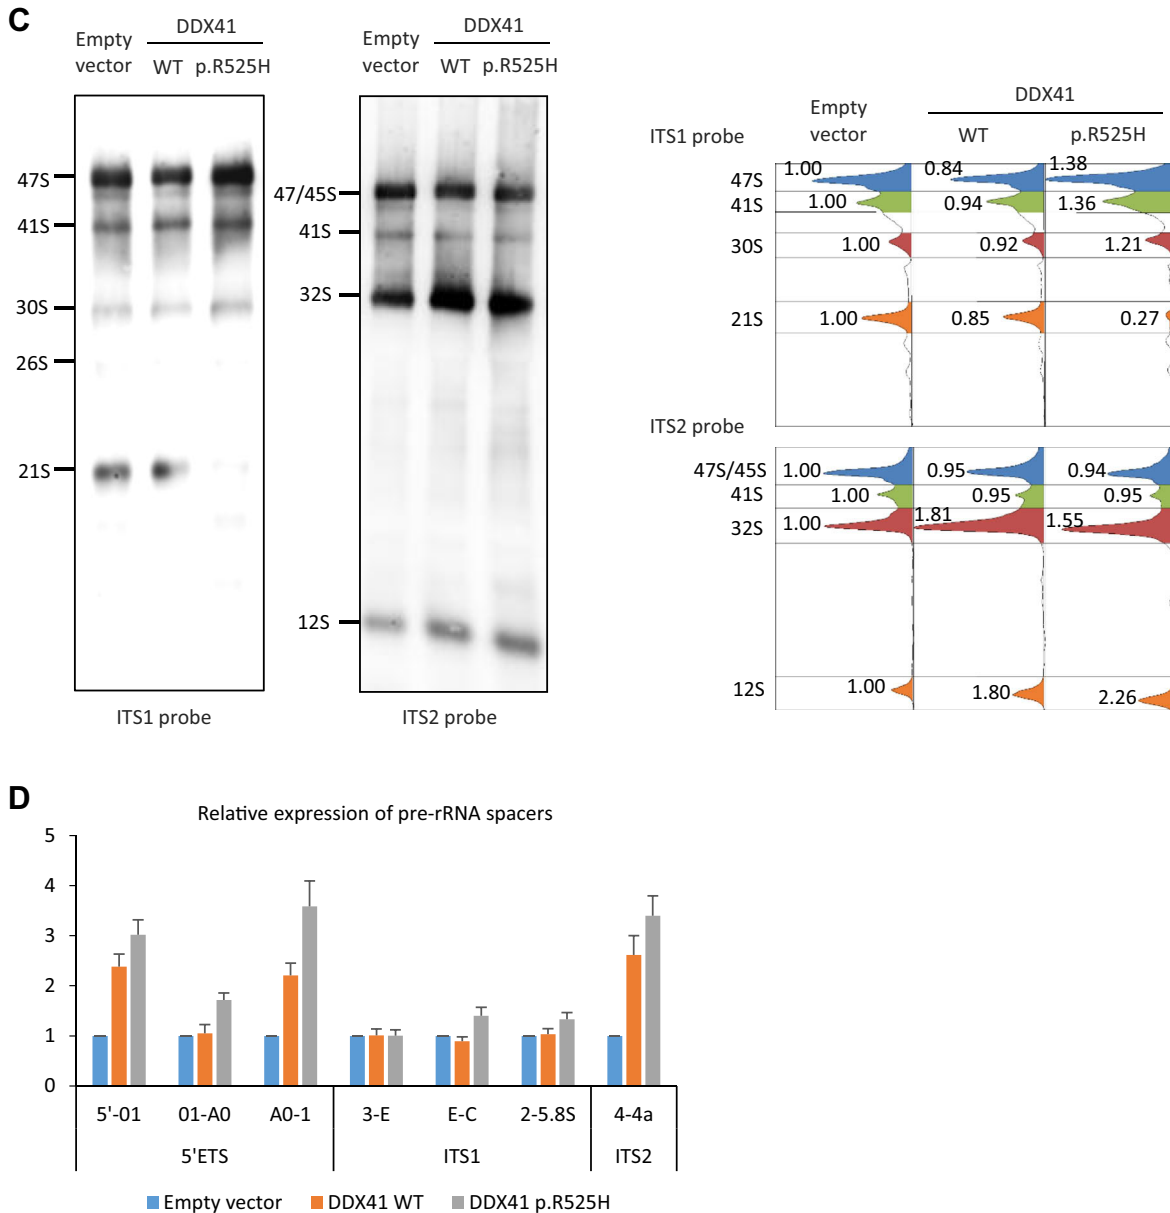 C
Empty
vector
DDX41
WT p.R525H
47S
41S
30S
26S
21S
ITS1 probe
Empty
vector
DDX41
WT p.R525H
47/45S
41S
32S
12S
ITS2 probe
DDX41
Empty
vector
WT
p.R525H
ITS1 probe
47S 1.00 0.84 1.38
41S 1.00 0.94 1.36
30S 1.00 0.92 1.21
21S 1.00 0.85 0.27
ITS2 probe
47S/45S 1.00 0.95 0.94
41S 1.00 0.95 0.95
32S 1.00 1.81 1.55
12S 1.00 1.80 2.26
D
Relative expression of pre-rRNA spacers
5
4
3
2
1
0
5'-01 01-A0 A0-1 3-E E-C 2-5.8S 4-4a
5'ETS ITS1 ITS2
Empty vector DDX41 WT DDX41 p.R525H